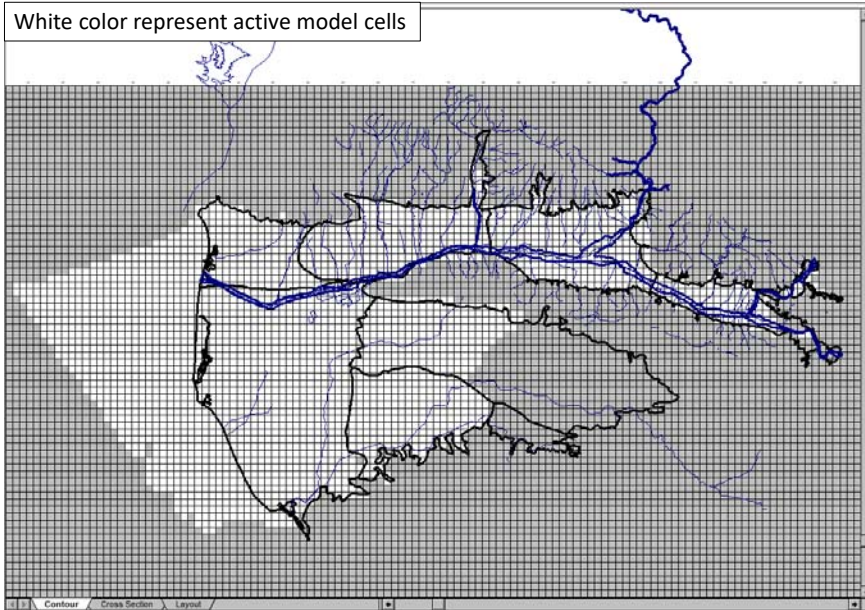 White color represent active model cells
Contour
Cross Section
Layout